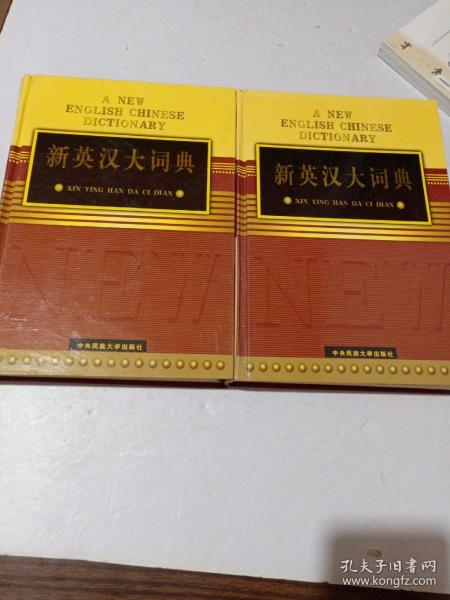 A NEW
ENGLISH CHINESE
DICTIONARY
新英汉大词典
XIN YING HAN DA CI DIAN
NEW
中央民族大学出版社
A NEW
ENGLISH CHINESE
DICTIONARY
新英汉大词典
XIN YING HAN DA CI DIAN
NEW
中央民族大学出版社
孔夫子旧书网
www.kongfz.com